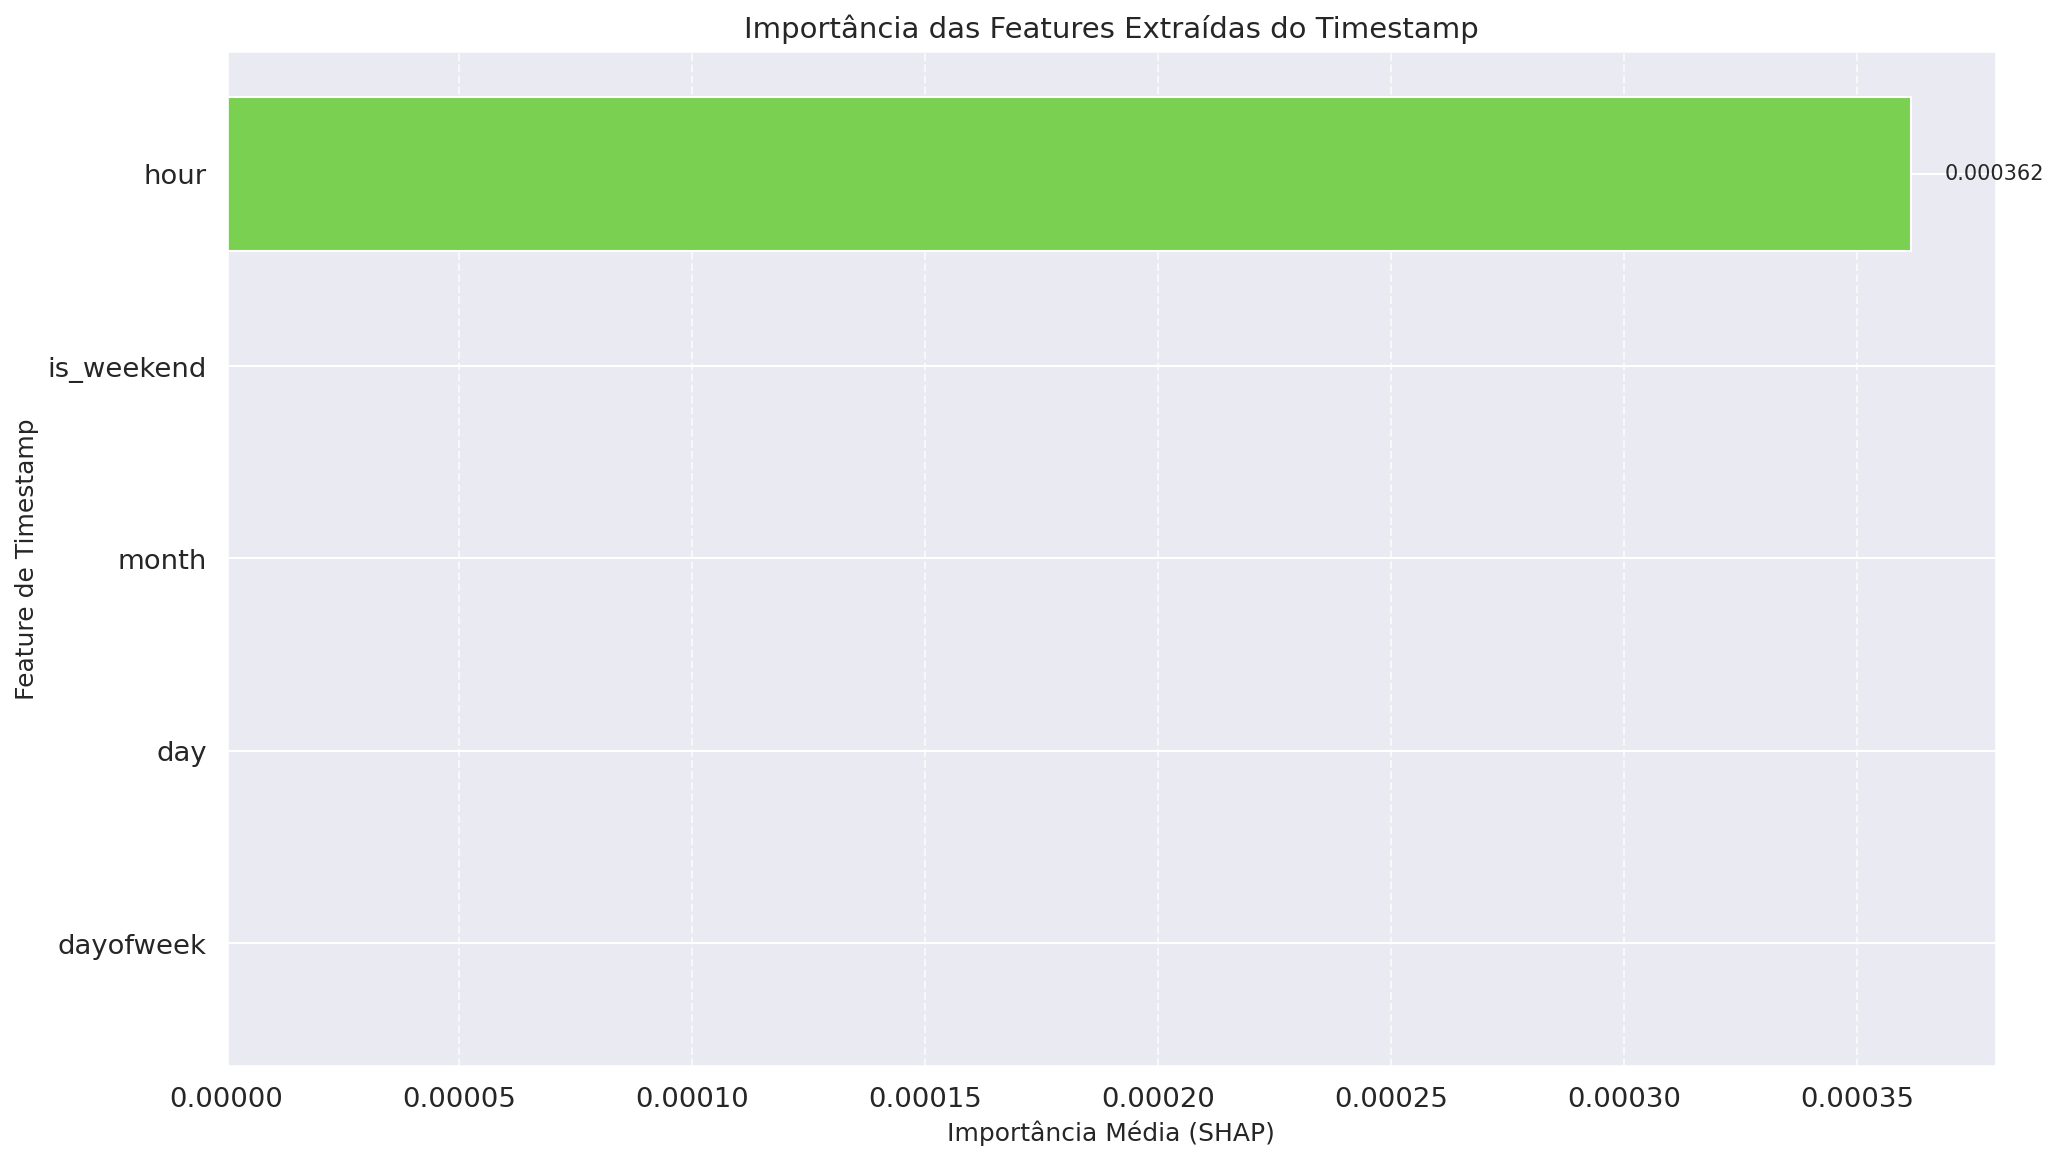 Importância das Features Extraídas do Timestamp
hour
0.000362
is_weekend
month
day
dayofweek
Feature de Timestamp
0.00000 0.00005 0.00010 0.00015 0.00020 0.00025 0.00030 0.00035
Importância Média (SHAP)